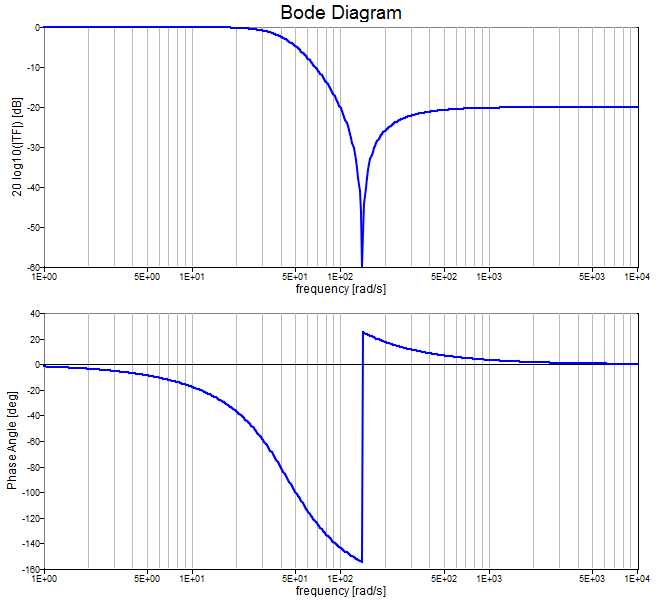 Bode Diagram
20 log10(|TF|) [dB]
0
-10
-20
-30
-40
-50
-60
1E+00 5E+00 1E+01 5E+01 1E+02 5E+02 1E+03 5E+03 1E+04
frequency [rad/s]
Phase Angle [deg]
40
20
0
-20
-40
-60
-80
-100
-120
-140
-160
1E+00 5E+00 1E+01 5E+01 1E+02 5E+02 1E+03 5E+03 1E+04
frequency [rad/s]